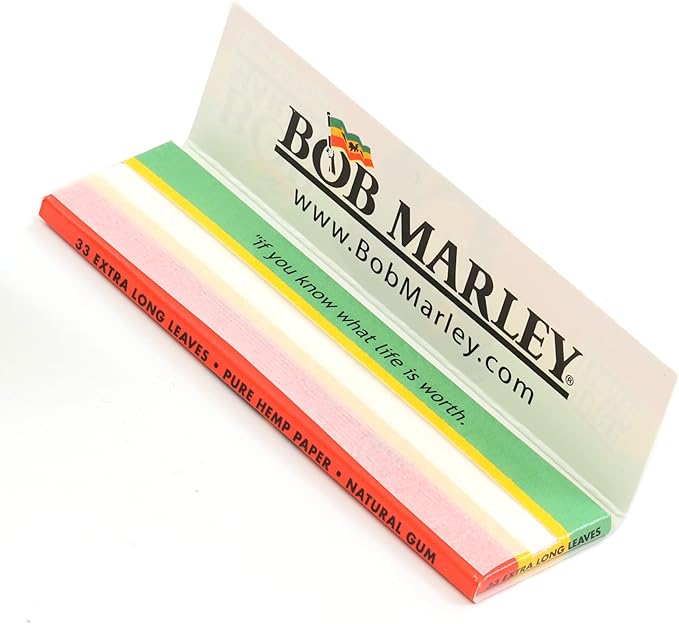 BOB MARLEY®
www.BobMarley.com
"if you know what life is worth.
33 EXTRA LONG LEAVES • PURE HEMP PAPER • NATURAL GUM
33 EXTRA LONG LEAVES